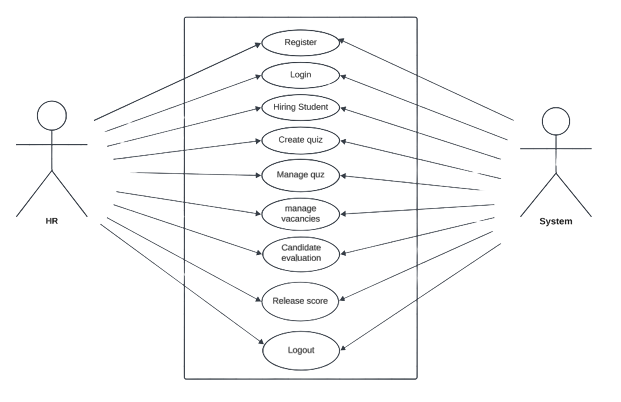 Register
Login
Hiring Student
Create quiz
Manage quz
manage
vacancies
HR
System
Candidate
evaluation
Release score
Logout